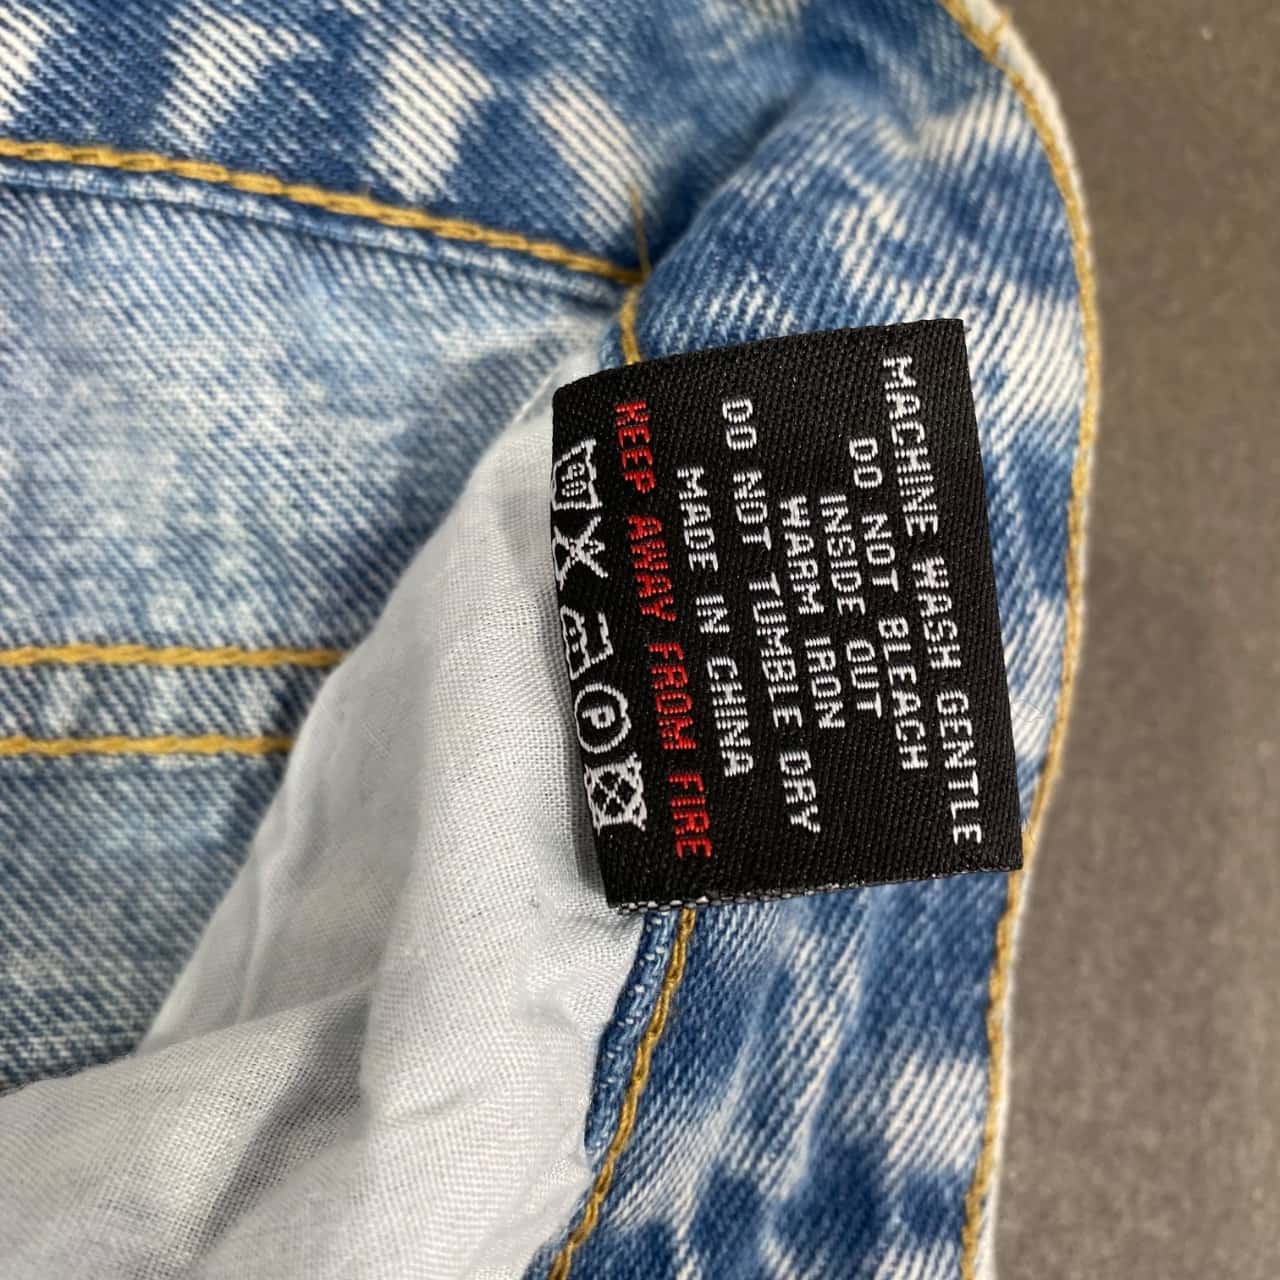 MACHINE WASH GENTLE
DO NOT BLEACH
INSIDE OUT
WARM IRON
DO NOT TUMBLE DRY
MADE IN CHINA
KEEP AWAY FROM FIRE
P